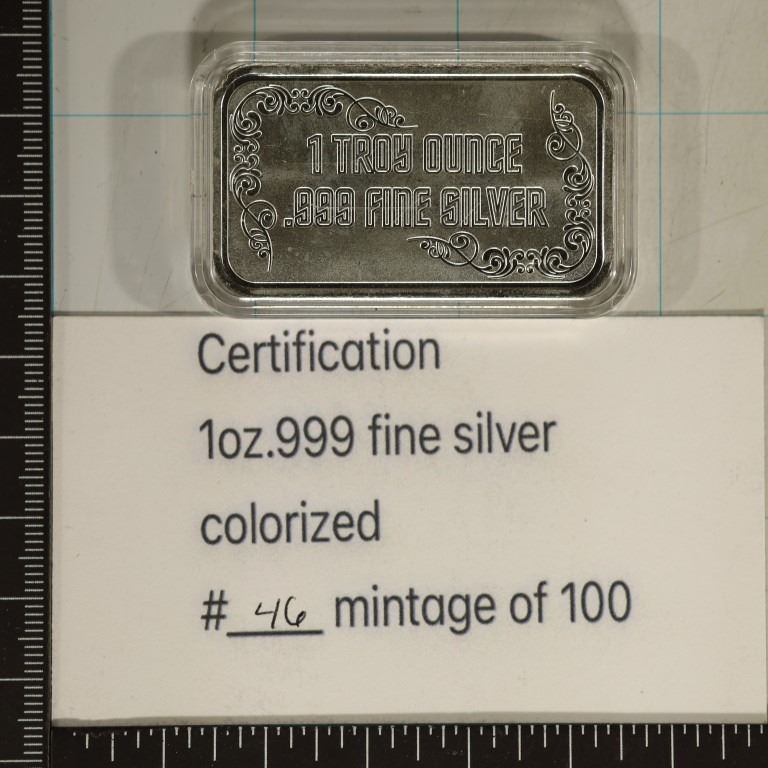 1 TROY OUNCE
.999 FINE SILVER
Certification
1oz.999 fine silver
colorized
# 46 mintage of 100